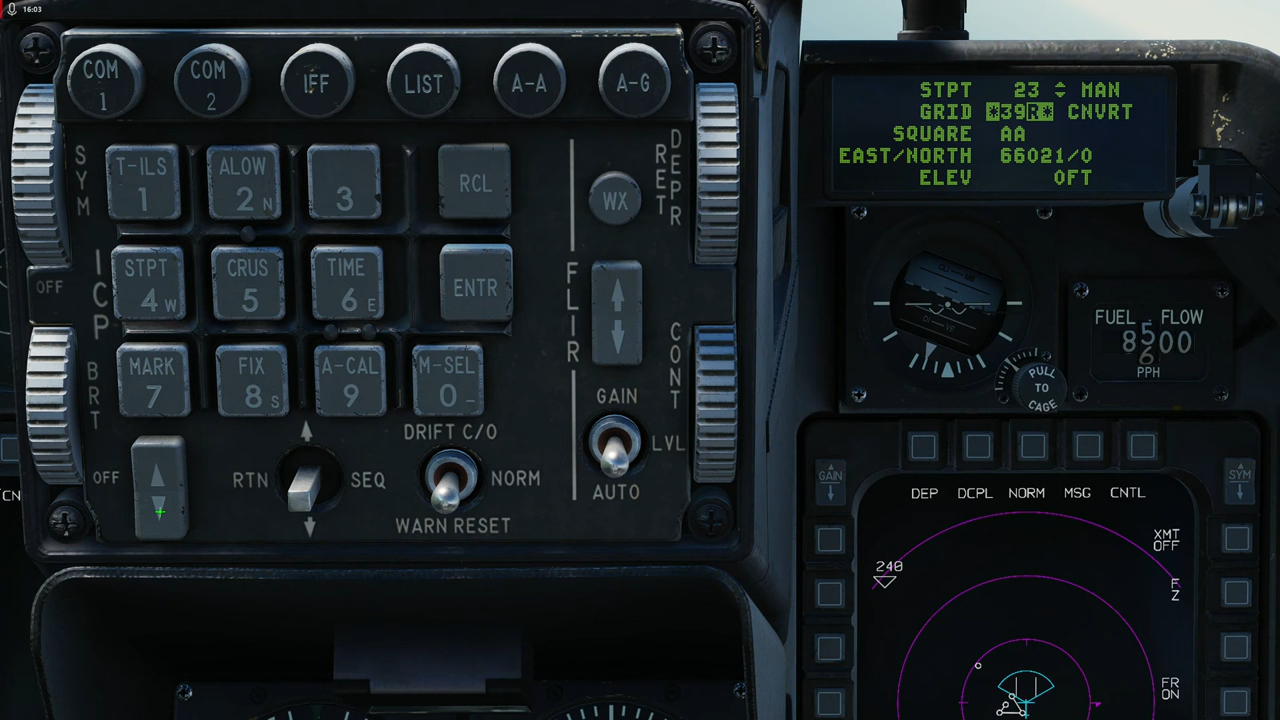 16:03
COM 1
COM 2
IFF
LIST
A-A
A-G
SYM
T-ILS 1
ALOW 2 N
3
RCL
WX
RET DEPR
ICP
STPT 4 W
CRUS 5
TIME 6 E
ENTR
FLIR
OFF
BRT
MARK 7
FIX 8 S
A-CAL 9
M-SEL 0 -
CONT
GAIN
LVL
AUTO
OFF
RTN
SEQ
DRIFT C/O
NORM
WARN RESET
STPT 23 MAN
GRID *39R* CNVRT
SQUARE AA
EAST/NORTH 66021/0
ELEV 0FT
FUEL FLOW
PPH
PULL TO CAGE
GAIN
SYM
DEP DCPL NORM MSG CNTL
XMT OFF
240
F Z
FR ON